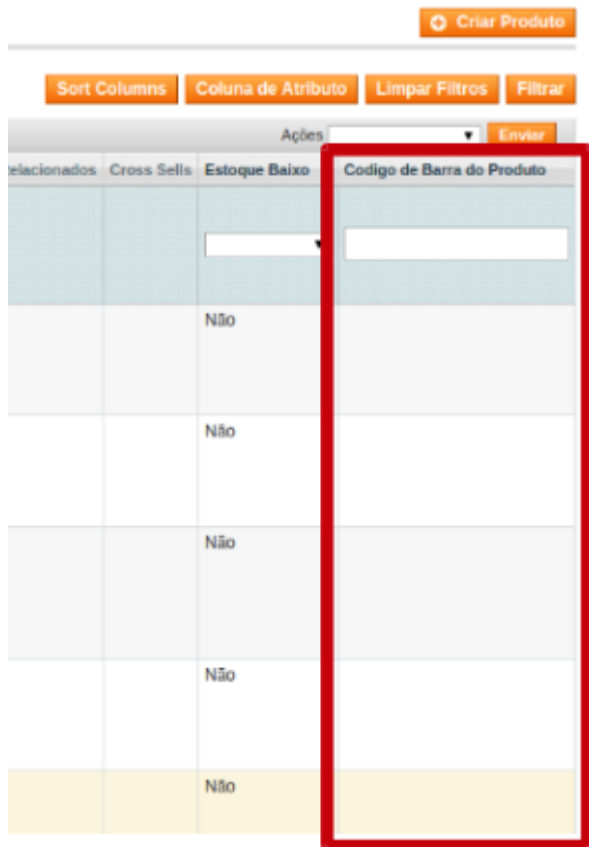 Criar Produto
Sort Columns Coluna de Atributo Limpar Filtros Filtrar
Ações Enviar
elacionados Cross Sells Estoque Baixo Codigo de Barra do Produto
Não
Não
Não
Não
Não